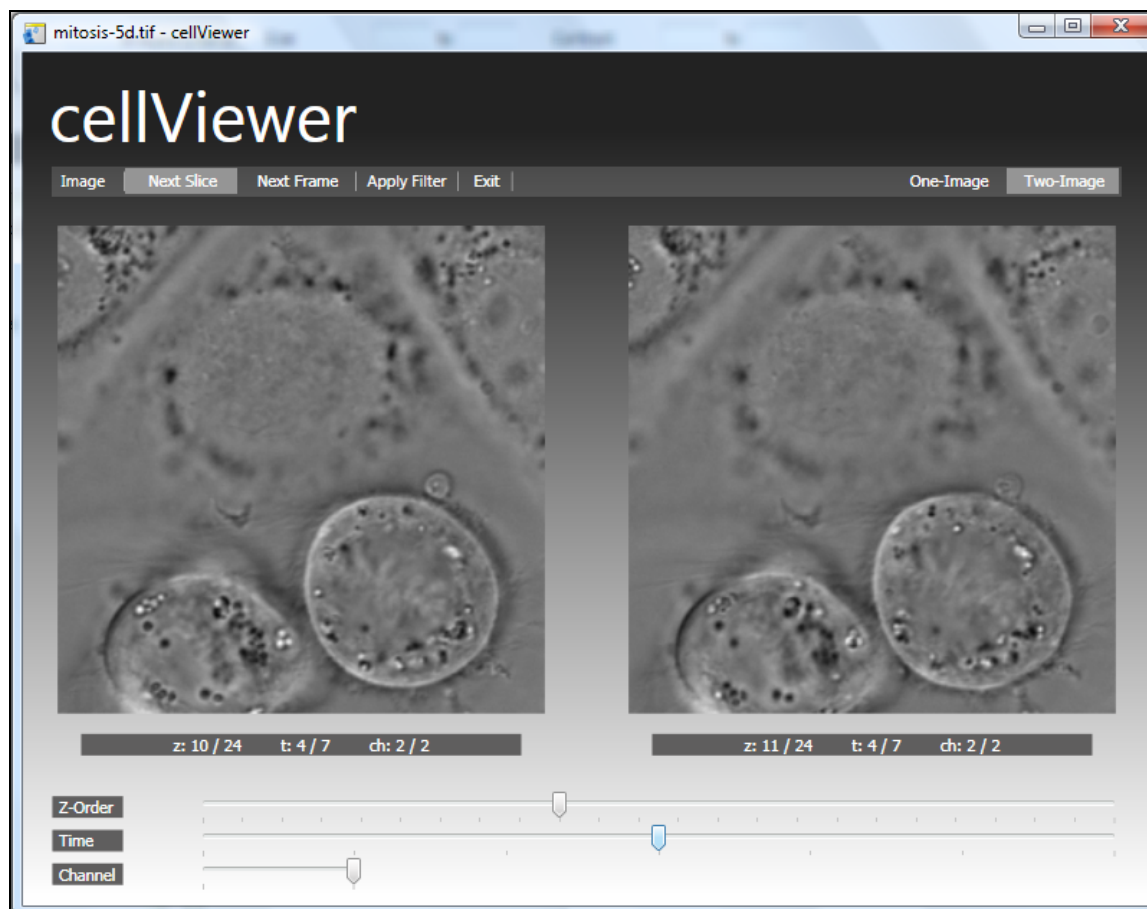 mitosis-5d.tif - cellViewer
cellViewer
Image Next Slice Next Frame Apply Filter Exit One-Image Two-Image
z: 10 / 24 t: 4 / 7 ch: 2 / 2 z: 11 / 24 t: 4 / 7 ch: 2 / 2
Z-Order
Time
Channel